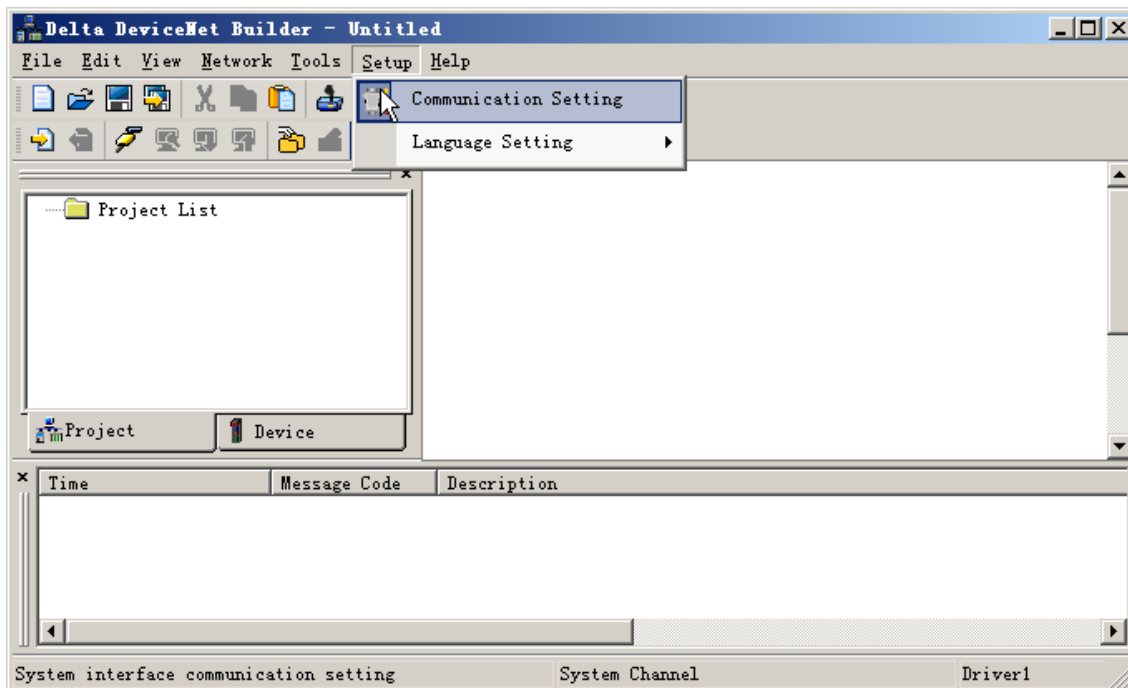 Delta DeviceNet Builder - Untitled
File Edit View Network Tools Setup Help
Communication Setting
Language Setting
Project List
Project Device
Time Message Code Description
System interface communication setting System Channel Driver1